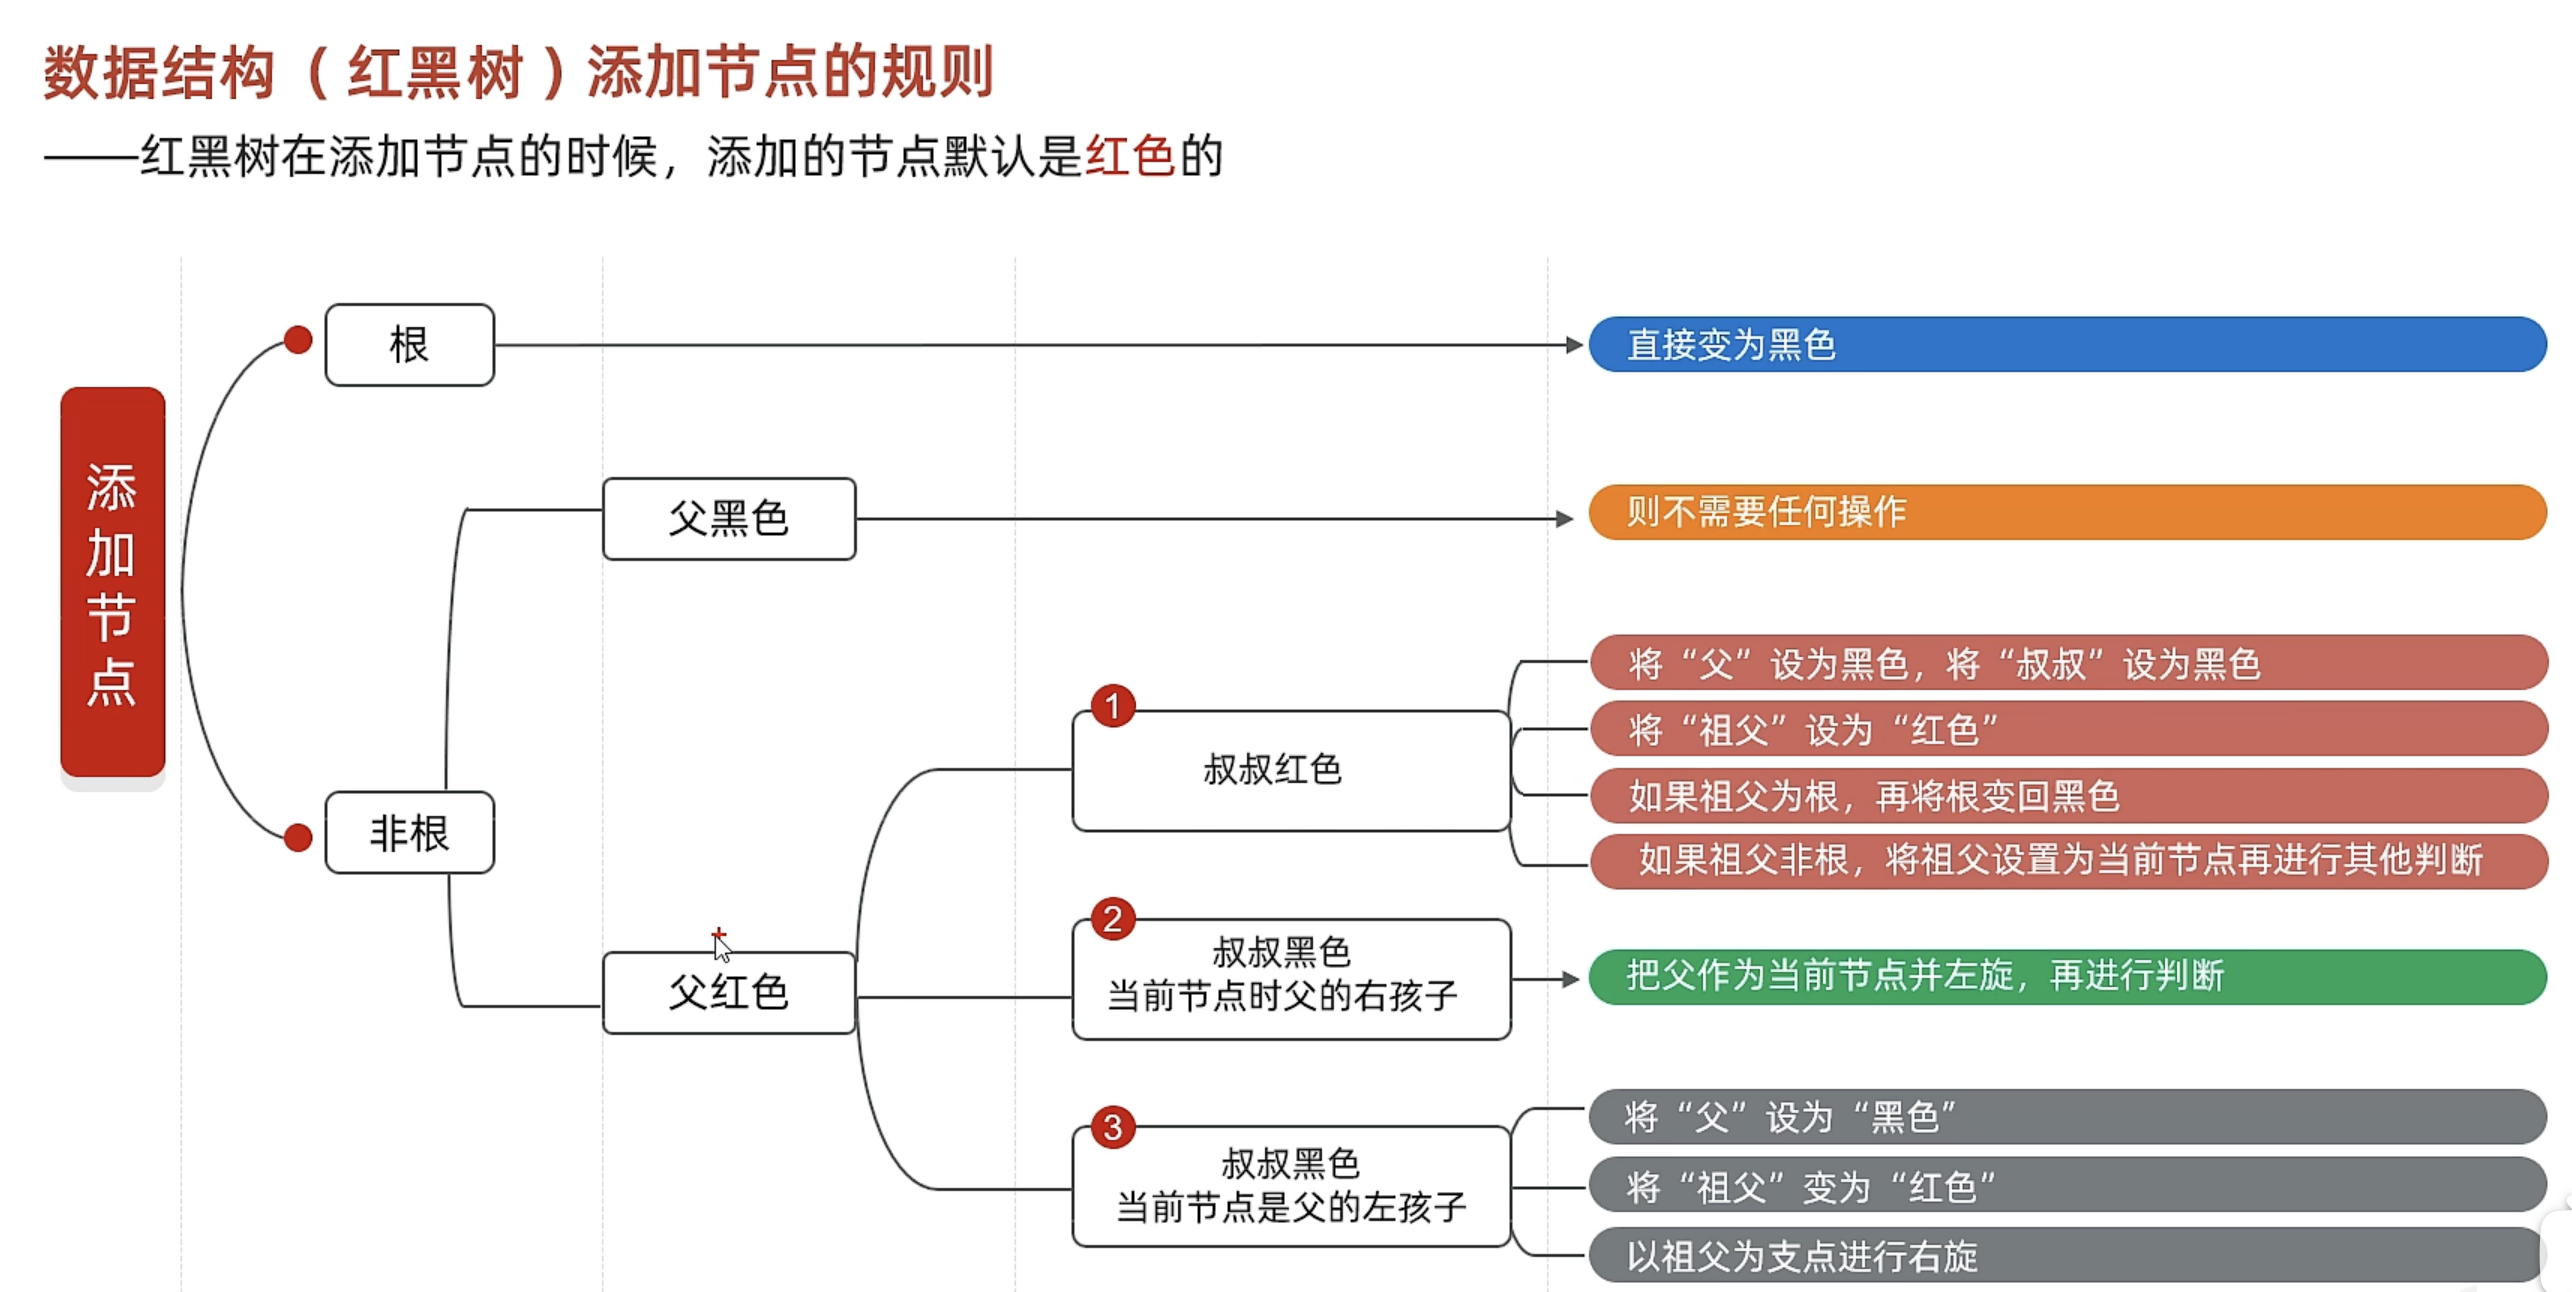 数据结构（红黑树）添加节点的规则
——红黑树在添加节点的时候，添加的节点默认是红色的
添加节点
根
直接变为黑色
非根
父黑色
则不需要任何操作
父红色
1
叔叔红色
将“父”设为黑色，将“叔叔”设为黑色
将“祖父”设为“红色”
如果祖父为根，再将根变回黑色
如果祖父非根，将祖父设置为当前节点再进行其他判断
2
叔叔黑色
当前节点时父的右孩子
把父作为当前节点并左旋，再进行判断
3
叔叔黑色
当前节点是父的左孩子
将“父”设为“黑色”
将“祖父”变为“红色”
以祖父为支点进行右旋